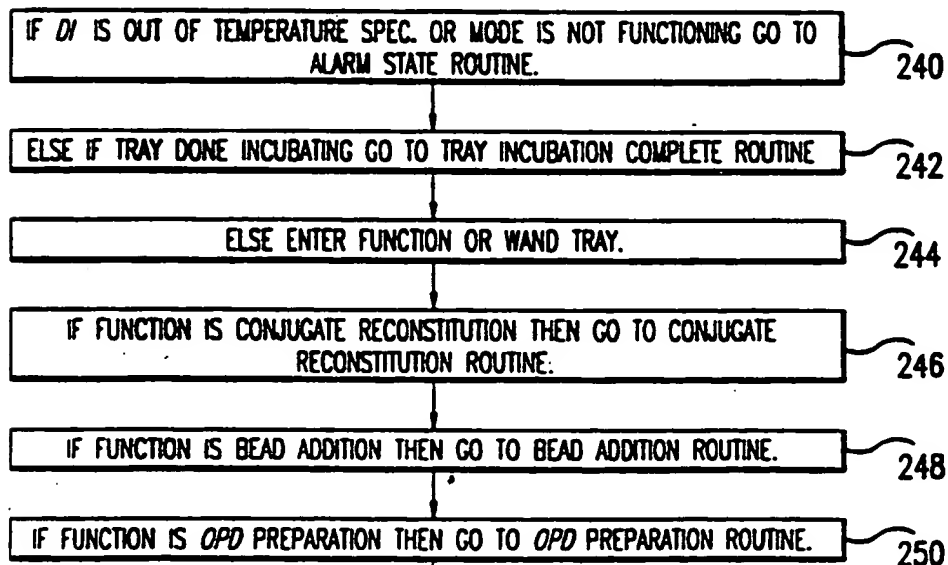 IF DI IS OUT OF TEMPERATURE SPEC. OR MODE IS NOT FUNCTIONING GO TO
ALARM STATE ROUTINE.
240
ELSE IF TRAY DONE INCUBATING GO TO TRAY INCUBATION COMPLETE ROUTINE
242
ELSE ENTER FUNCTION OR WAND TRAY.
244
IF FUNCTION IS CONJUGATE RECONSTITUTION THEN GO TO CONJUGATE
RECONSTITUTION ROUTINE.
246
IF FUNCTION IS BEAD ADDITION THEN GO TO BEAD ADDITION ROUTINE.
248
IF FUNCTION IS OPD PREPARATION THEN GO TO OPD PREPARATION ROUTINE.
250